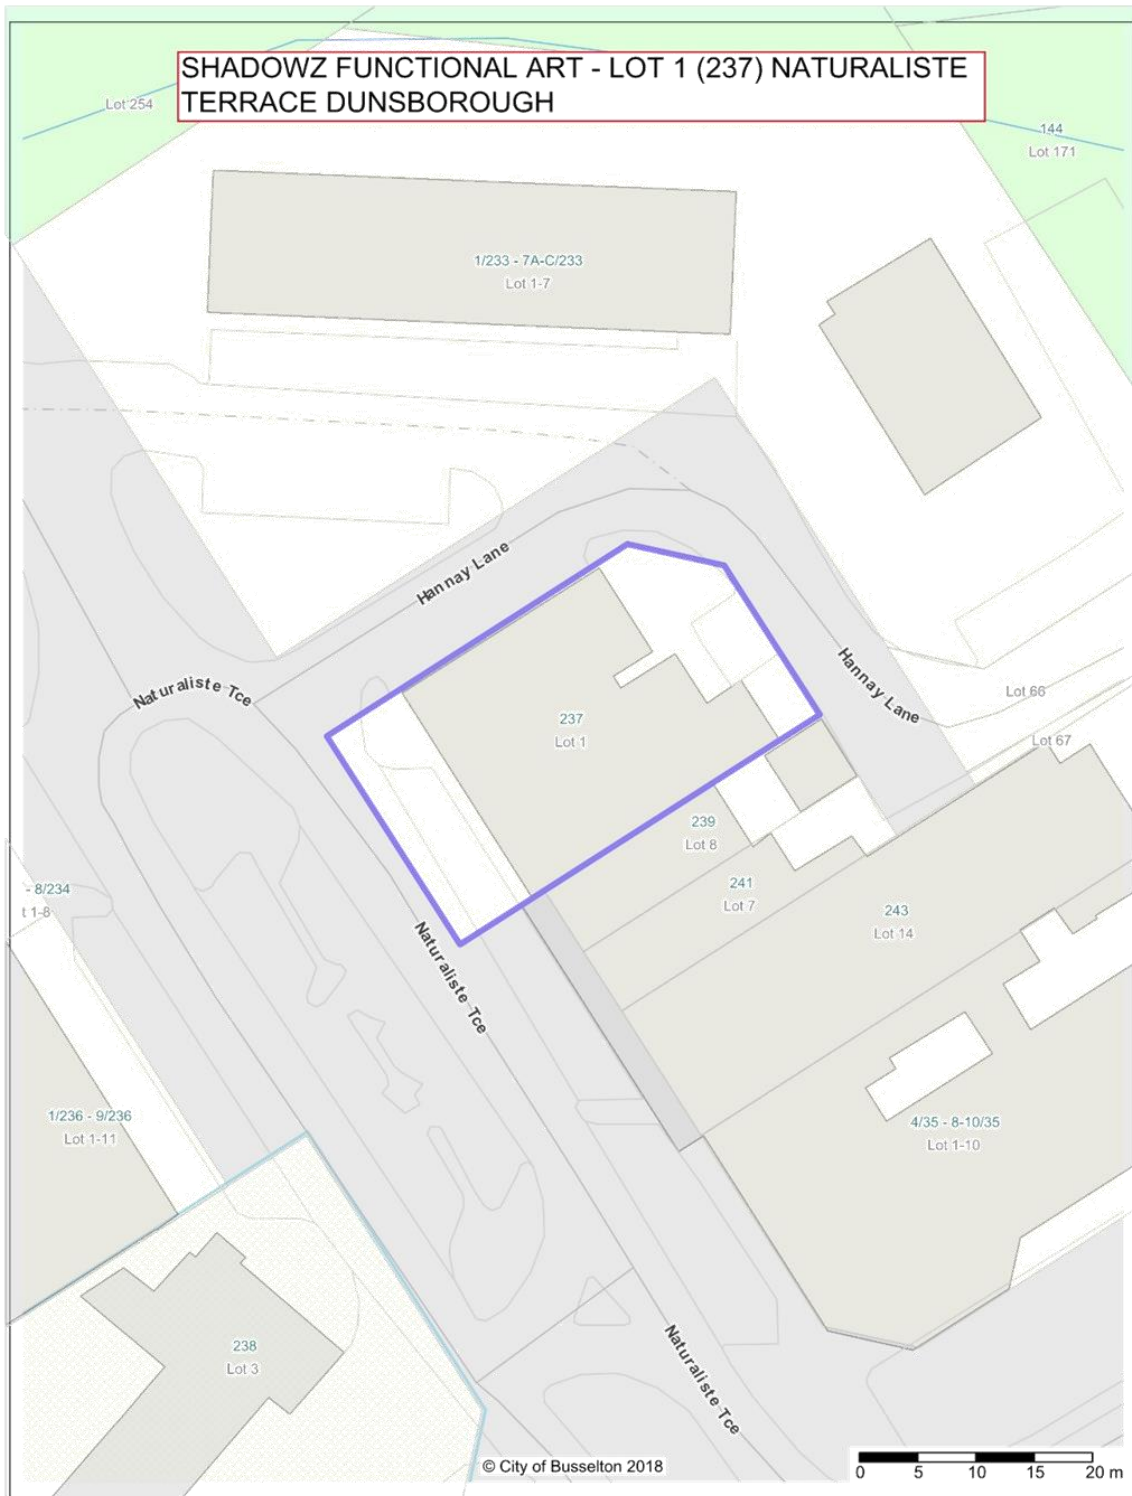 SHADOWZ FUNCTIONAL ART - LOT 1 (237) NATURALISTE
TERRACE DUNSBOROUGH
Lot 254
144
Lot 171
1/233 - 7A-C/233
Lot 1-7
Hannay Lane
Naturaliste Tce
Hannay Lane
Lot 66
237
Lot 1
Lot 67
239
Lot 8
- 8/234
t 1-8
241
Lot 7
243
Lot 14
Naturaliste Tce
1/236 - 9/236
Lot 1-11
4/35 - 8-10/35
Lot 1-10
238
Lot 3
Naturaliste Tce
© City of Busselton 2018
0 5 10 15 20 m